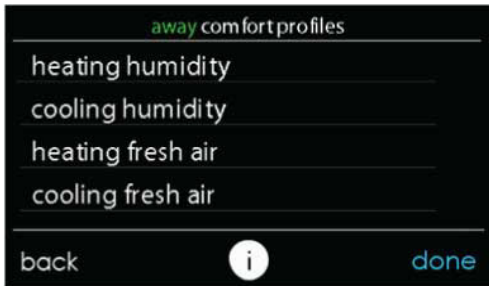 away comfort profiles
heating humidity
cooling humidity
heating fresh air
cooling fresh air
back i done